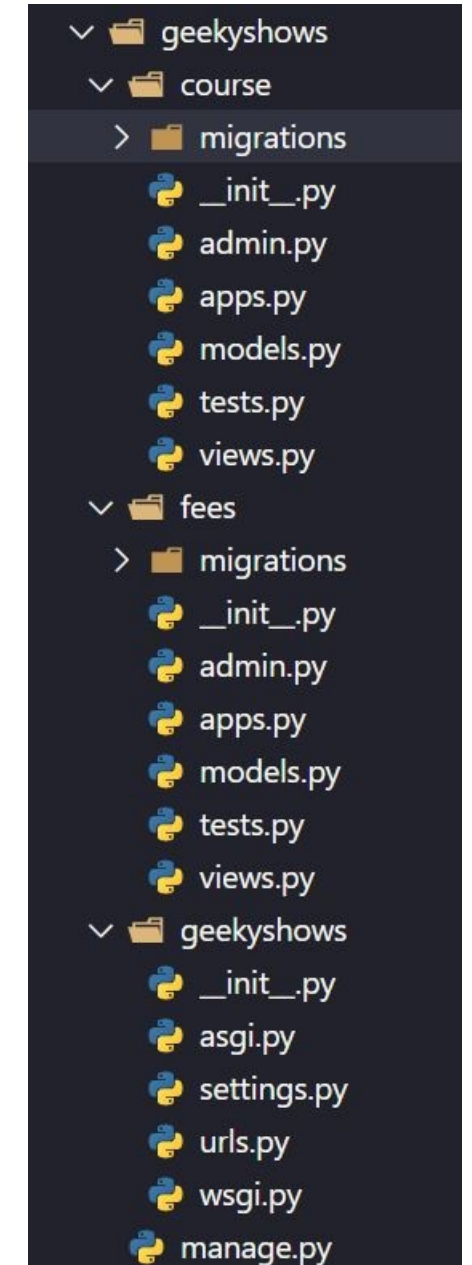 geekyshows
course
migrations
__init__.py
admin.py
apps.py
models.py
tests.py
views.py
fees
migrations
__init__.py
admin.py
apps.py
models.py
tests.py
views.py
geekyshows
__init__.py
asgi.py
settings.py
urls.py
wsgi.py
manage.py